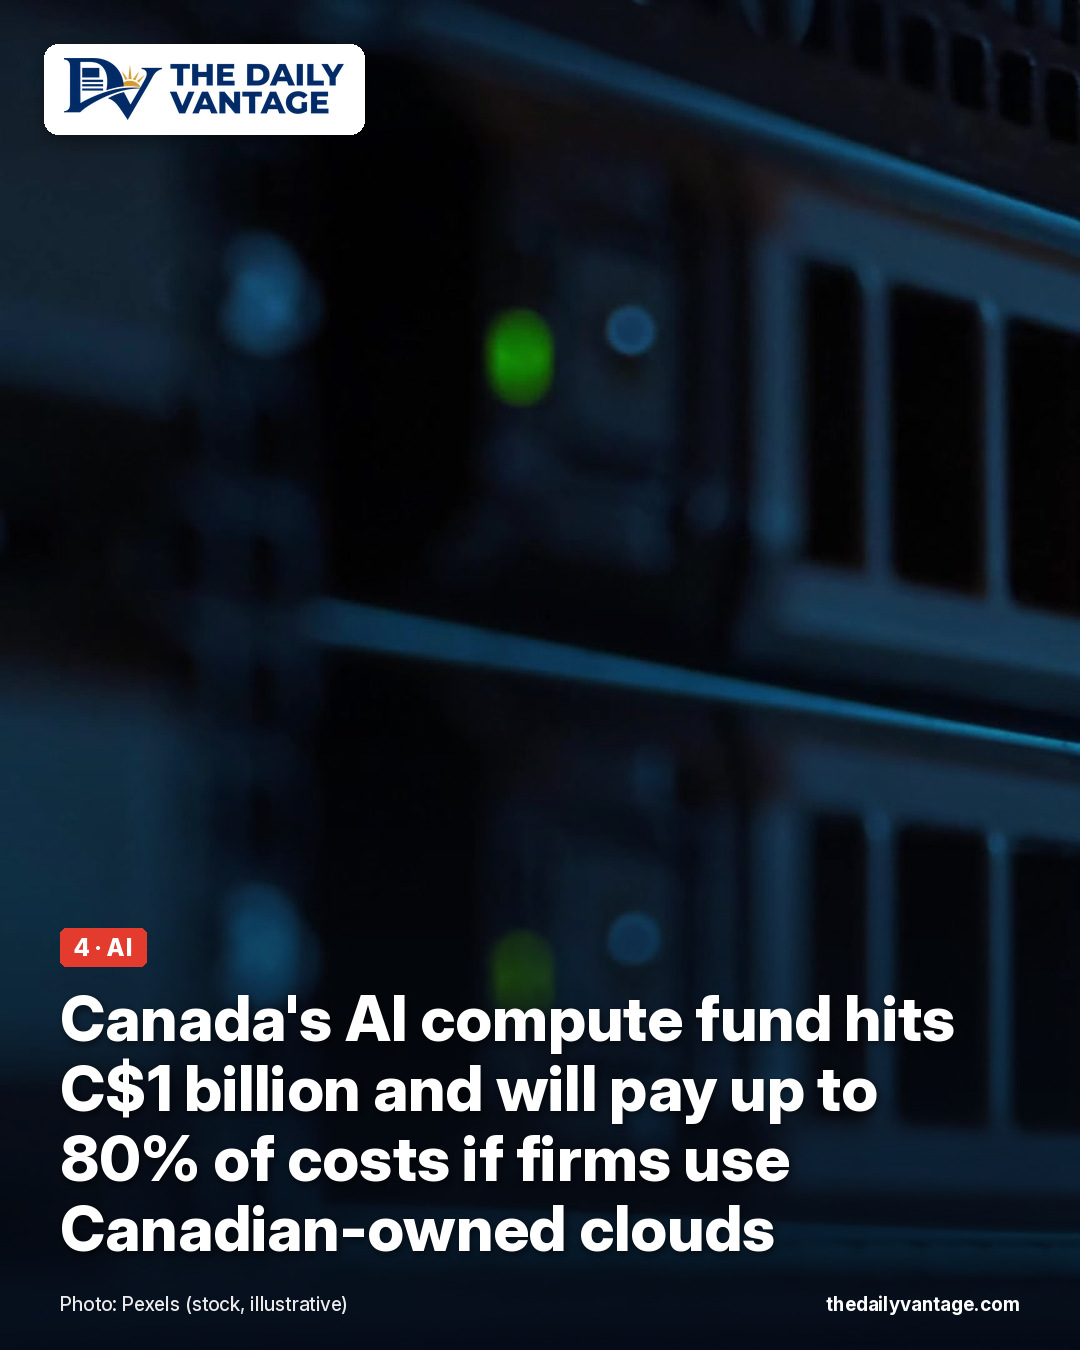 THE DAILY
VANTAGE
4 · AI
Canada's AI compute fund hits
C$1 billion and will pay up to
80% of costs if firms use
Canadian-owned clouds
Photo: Pexels (stock, illustrative)
thedailyvantage.com